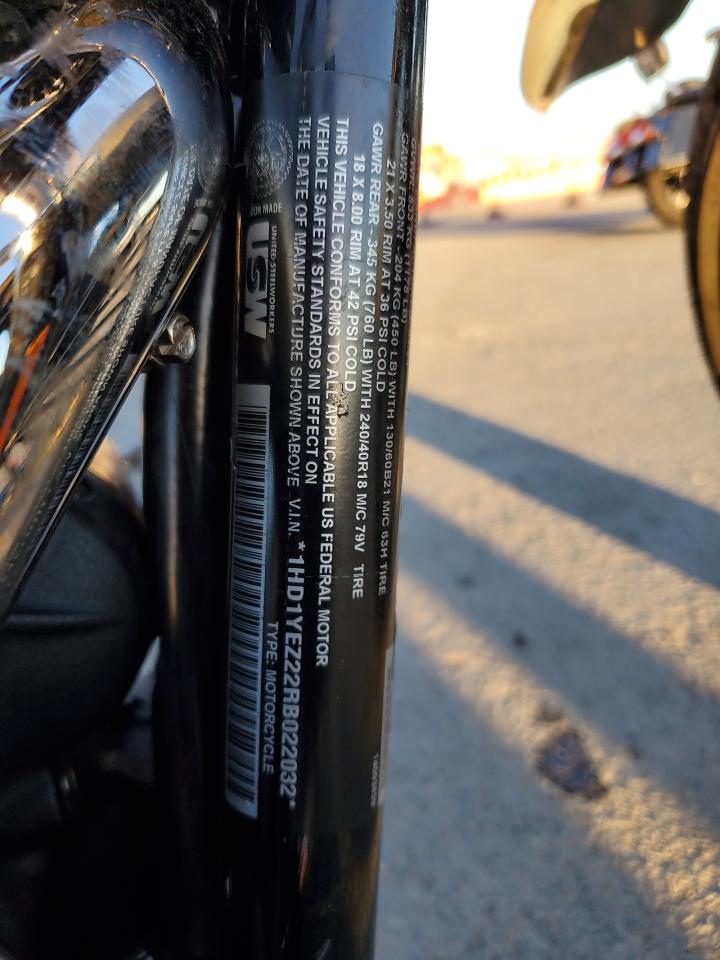 GAWR FRONT - 204 KG (450 LB) WITH 130/60B21 M/C 63H TIRE
21 X 3.50 RIM AT 36 PSI COLD
GAWR REAR - 345 KG (760 LB) WITH 240/40R18 M/C 79V TIRE
18 X 8.00 RIM AT 42 PSI COLD
THIS VEHICLE CONFORMS TO ALL APPLICABLE US FEDERAL MOTOR
VEHICLE SAFETY STANDARDS IN EFFECT ON
THE DATE OF MANUFACTURE SHOWN ABOVE V.I.N. *1HD1YEZ22RB022032*
TYPE: MOTORCYCLE
MADE
UNITED STEELWORKERS
USW